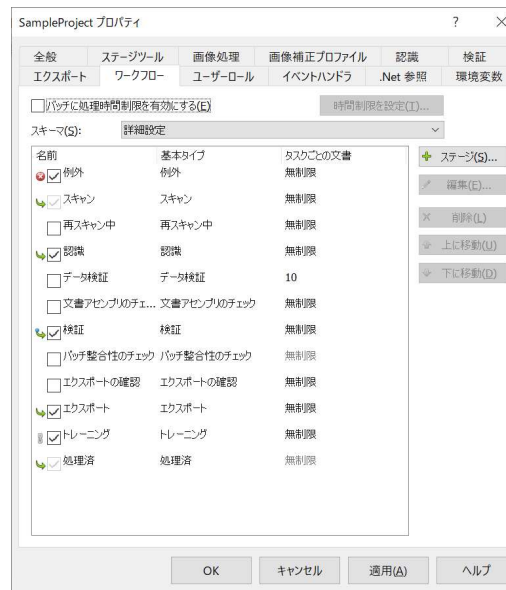 SampleProject プロパティ ? ×
全般 ステージツール 画像処理 画像補正プロファイル 認識 検証
エクスポート ワークフロー ユーザーロール イベントハンドラ .Net 参照 環境変数
バッチに処理時間制限を有効にする(E) 時間制限を設定(T)...
スキーマ(S): 詳細設定
名前 基本タイプ タスクごとの文書
例外 例外 無制限
スキャン スキャン 無制限
再スキャン中 再スキャン中 無制限
認識 認識 無制限
データ検証 データ検証 10
文書アセンブリのチェ... 文書アセンブリのチェック 無制限
検証 検証 無制限
バッチ整合性のチェック バッチ整合性のチェック 無制限
エクスポートの確認 エクスポートの確認 無制限
エクスポート エクスポート 無制限
トレーニング トレーニング 無制限
処理済 処理済 無制限
ステージ(S)...
編集(E)...
削除(L)
上に移動(U)
下に移動(D)
OK キャンセル 適用(A) ヘルプ